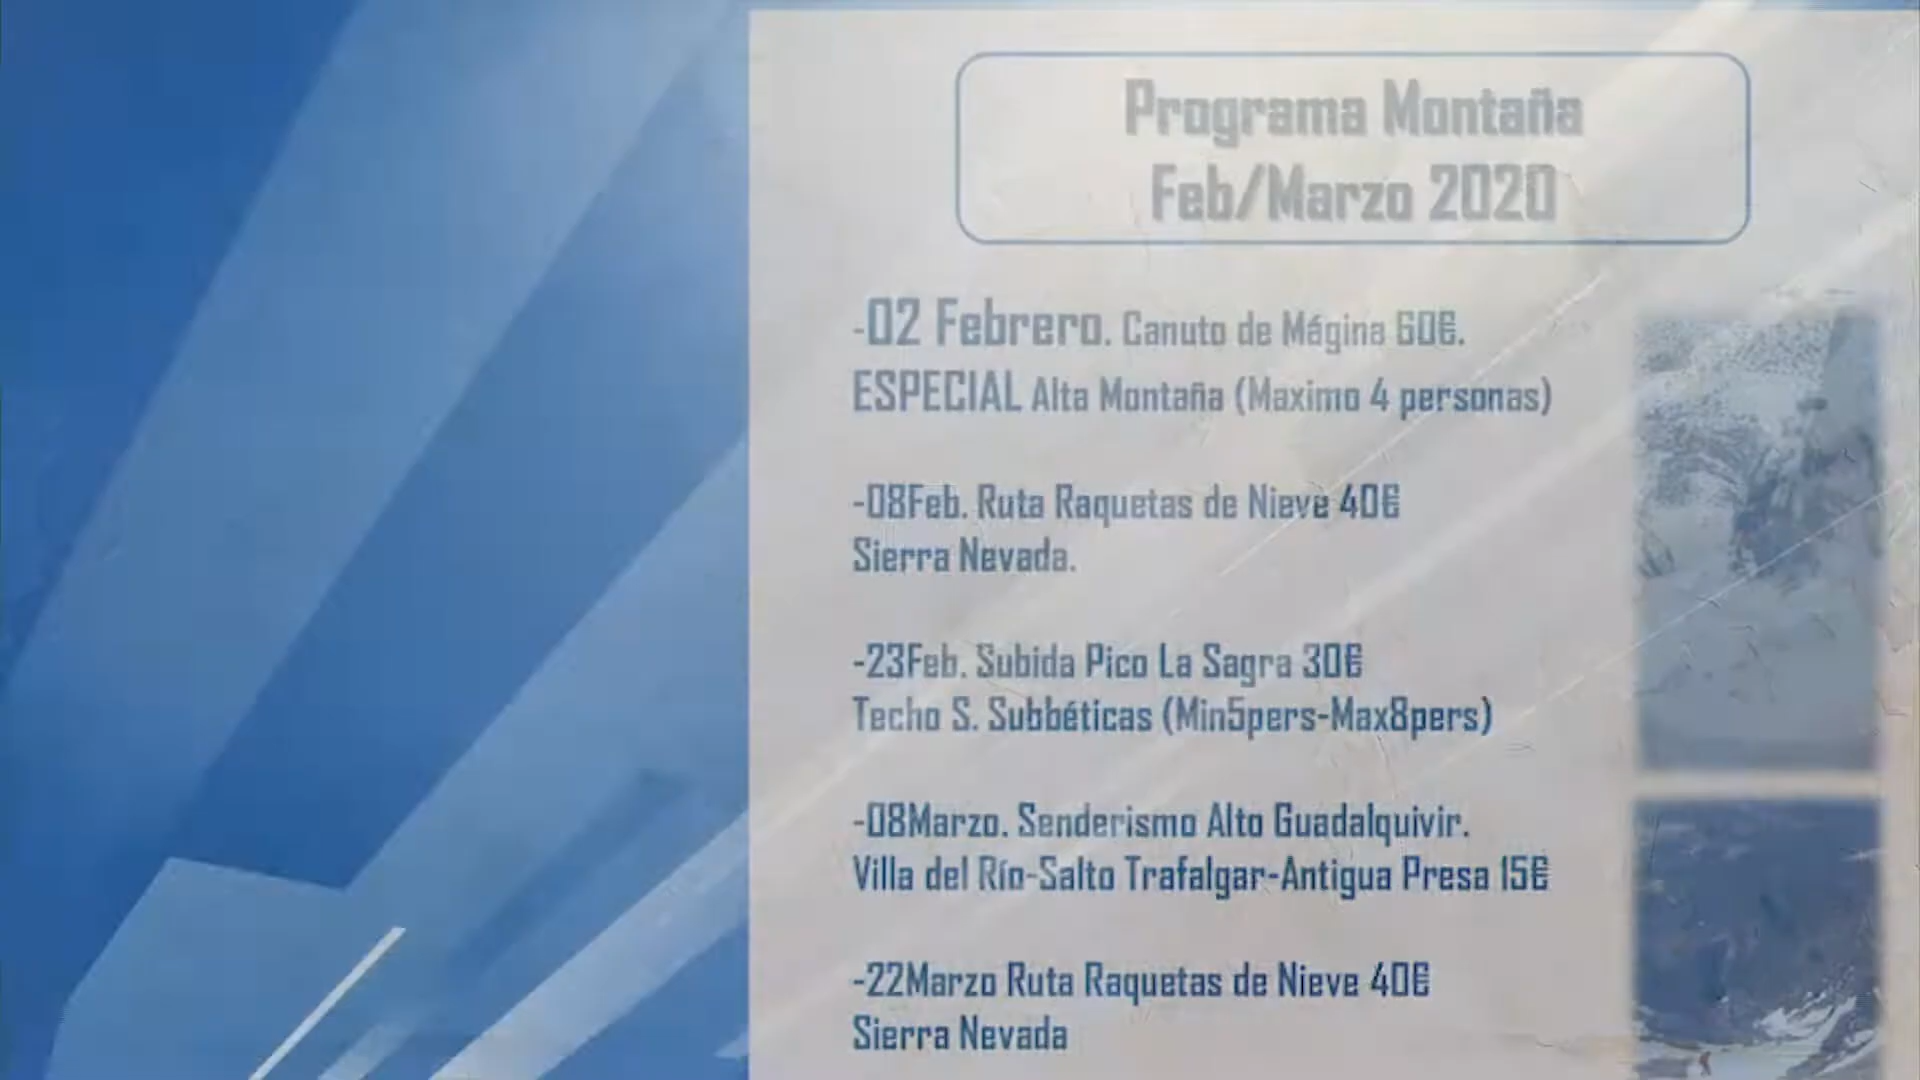 Programa Montaña
Feb/Marzo 2020
-02 Febrero. Canuto de Mágina 60€.
ESPECIAL Alta Montaña (Maximo 4 personas)
-08Feb. Ruta Raquetas de Nieve 40€
Sierra Nevada.
-23Feb. Subida Pico La Sagra 30€
Techo S. Subbéticas (Min5pers-Max8pers)
-08Marzo. Senderismo Alto Guadalquivir.
Villa del Río-Salto Trafalgar-Antigua Presa 15€
-22Marzo Ruta Raquetas de Nieve 40€
Sierra Nevada